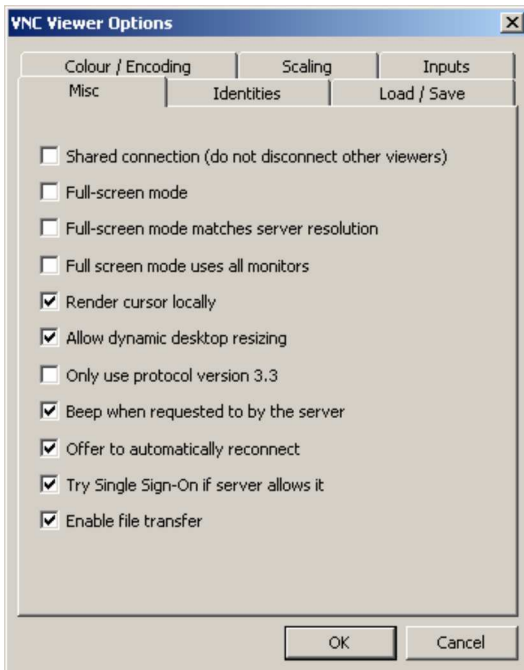 VNC Viewer Options
Colour / Encoding Scaling Inputs
Misc Identities Load / Save
Shared connection (do not disconnect other viewers)
Full-screen mode
Full-screen mode matches server resolution
Full screen mode uses all monitors
Render cursor locally
Allow dynamic desktop resizing
Only use protocol version 3.3
Beep when requested to by the server
Offer to automatically reconnect
Try Single Sign-On if server allows it
Enable file transfer
OK Cancel